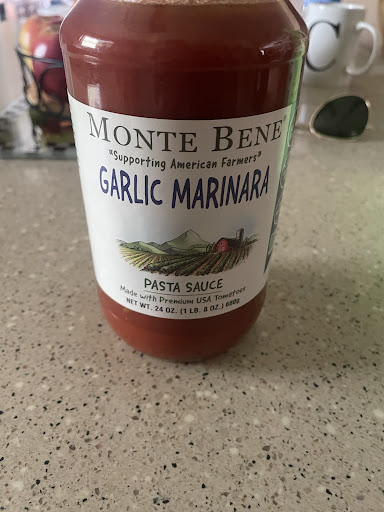 MONTE BENE
"Supporting American Farmers"
GARLIC MARINARA
PASTA SAUCE
Made with Premium USA Tomatoes
NET WT. 24 OZ. (1 LB. 8 OZ.) 680g
C